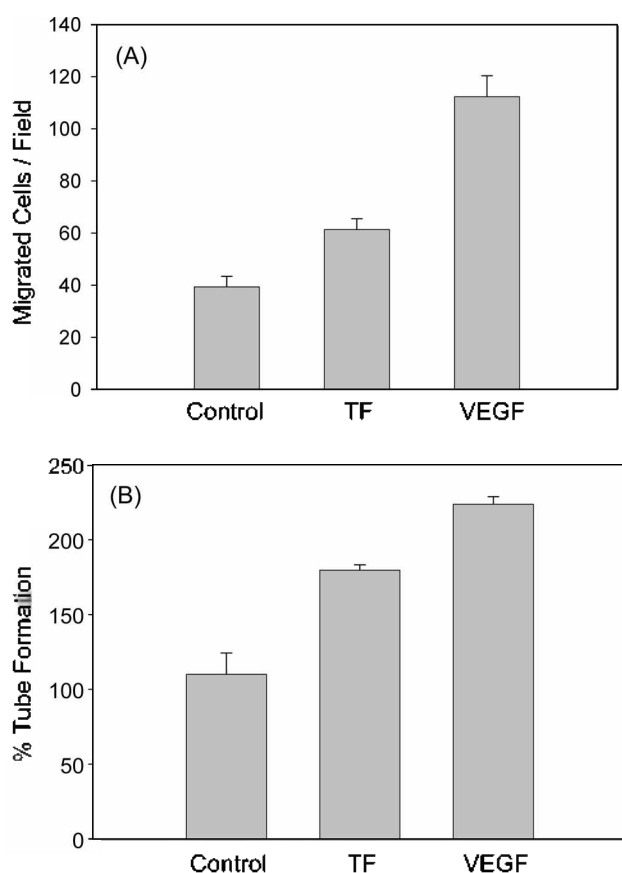 140
(A)
120
100
80
60
40
20
0
Migrated Cells / Field
Control TF VEGF
250
(B)
200
150
100
50
0
% Tube Formation
Control TF VEGF